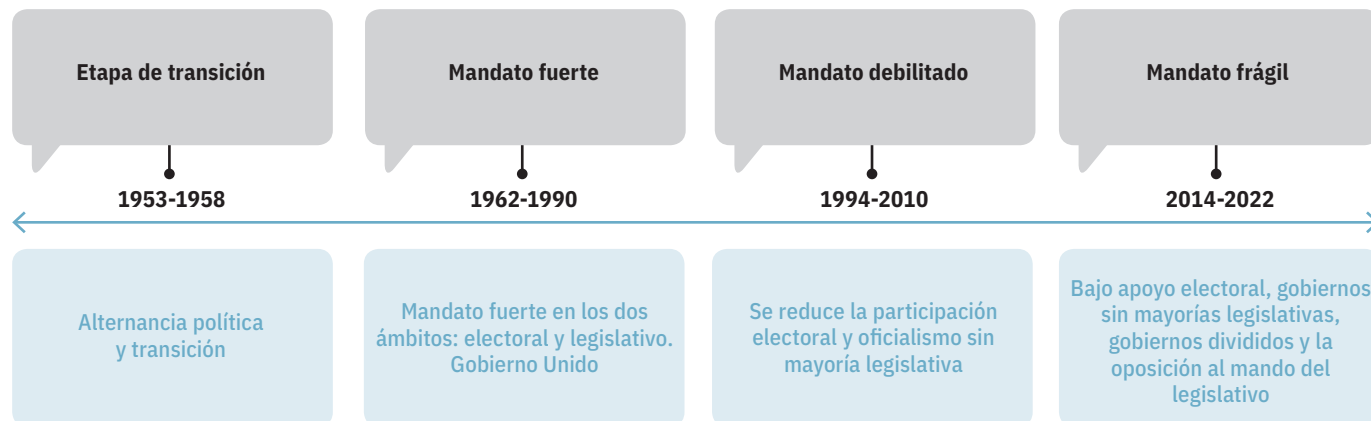 Etapa de transición
Mandato fuerte
Mandato debilitado
Mandato frágil
1953-1958
1962-1990
1994-2010
2014-2022
Alternancia política
y transición
Mandato fuerte en los dos
ámbitos: electoral y legislativo.
Gobierno Unido
Se reduce la participación
electoral y oficialismo sin
mayoría legislativa
Bajo apoyo electoral, gobiernos
sin mayorías legislativas,
gobiernos divididos y la
oposición al mando del
legislativo